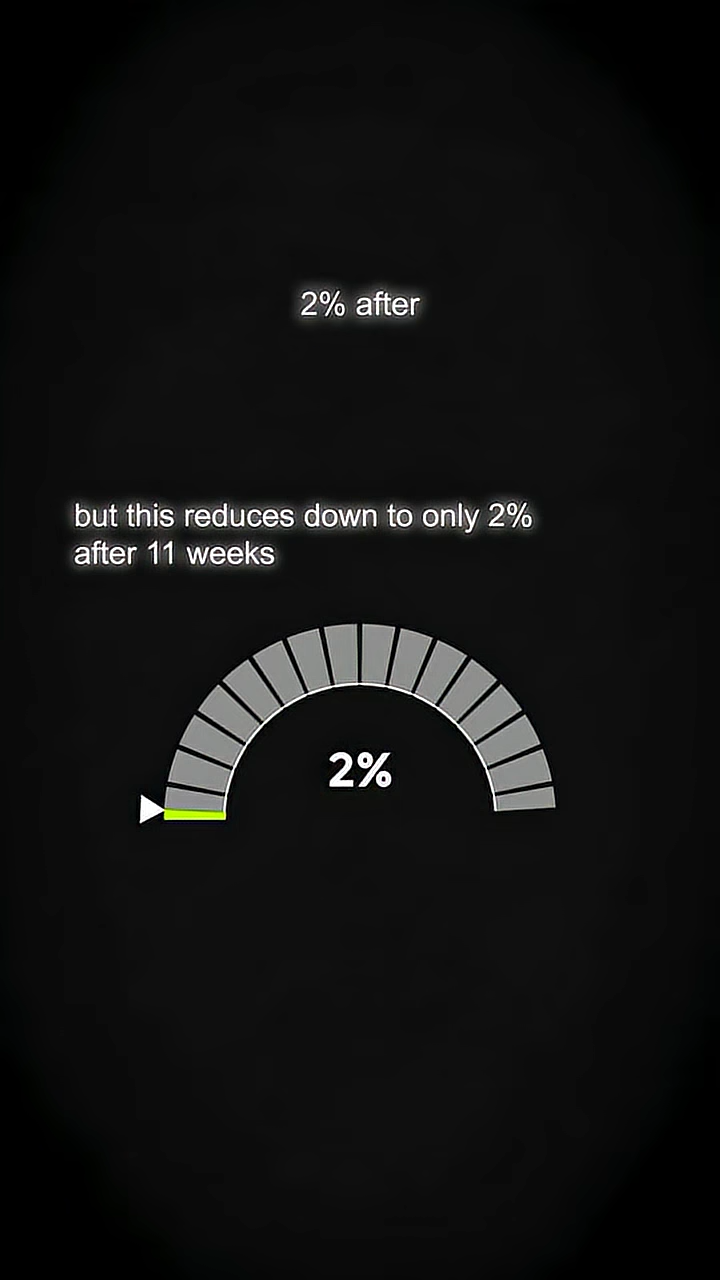 2% after
but this reduces down to only 2%
after 11 weeks
2%